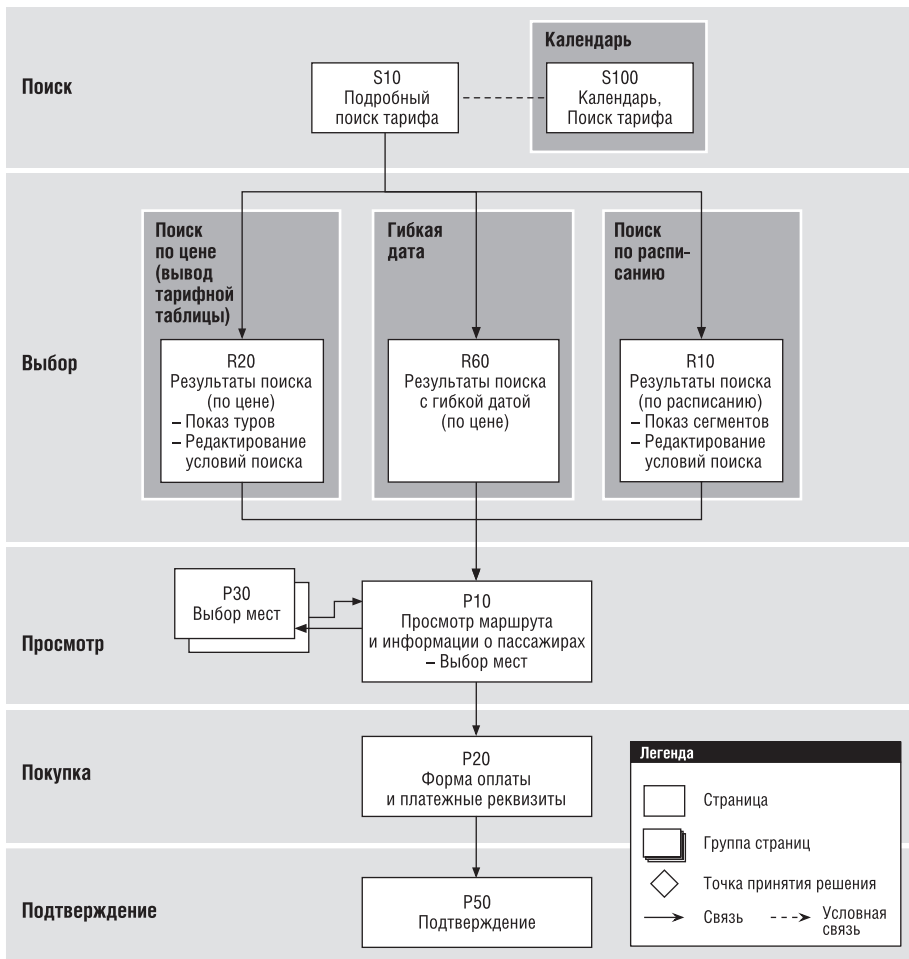 Поиск
S10
Подробный
поиск тарифа
Календарь
S100
Календарь,
Поиск тарифа
Выбор
Поиск
по цене
(вывод
тарифной
таблицы)
R20
Результаты поиска
(по цене)
– Показ туров
– Редактирование
условий поиска
Гибкая
дата
R60
Результаты поиска
с гибкой датой
(по цене)
Поиск
по распи-
санию
R10
Результаты поиска
(по расписанию)
– Показ сегментов
– Редактирование
условий поиска
Просмотр
P30
Выбор мест
P10
Просмотр маршрута
и информации о пассажирах
– Выбор мест
Покупка
P20
Форма оплаты
и платежные реквизиты
Подтверждение
P50
Подтверждение
Легенда
Страница
Группа страниц
Точка принятия решения
Связь
Условная
связь